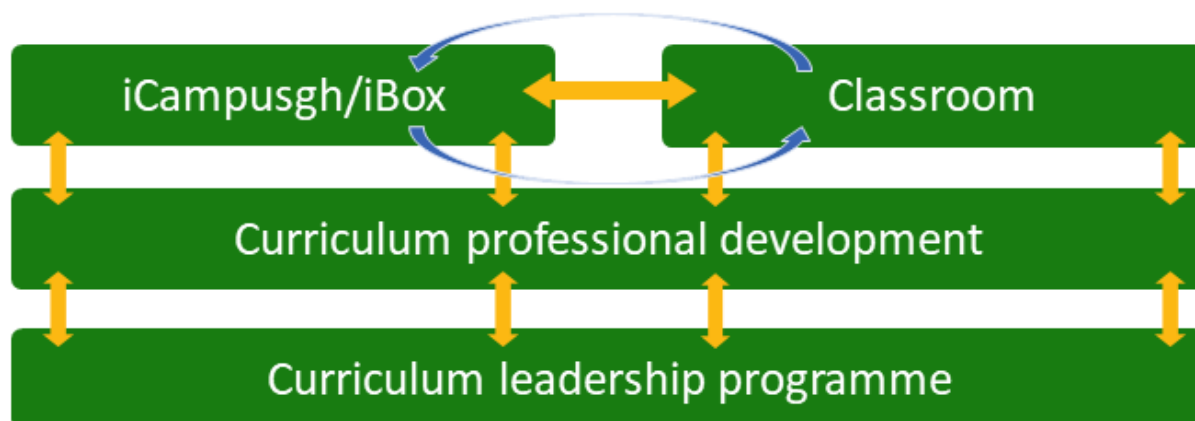 iCampusgh/iBox
Classroom
Curriculum professional development
Curriculum leadership programme